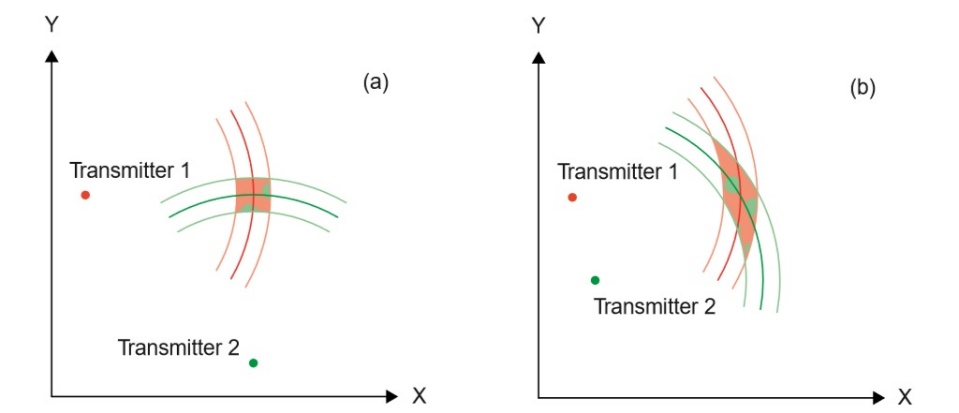 Y
(a)
Transmitter 1
Transmitter 2
X
Y
(b)
Transmitter 1
Transmitter 2
X